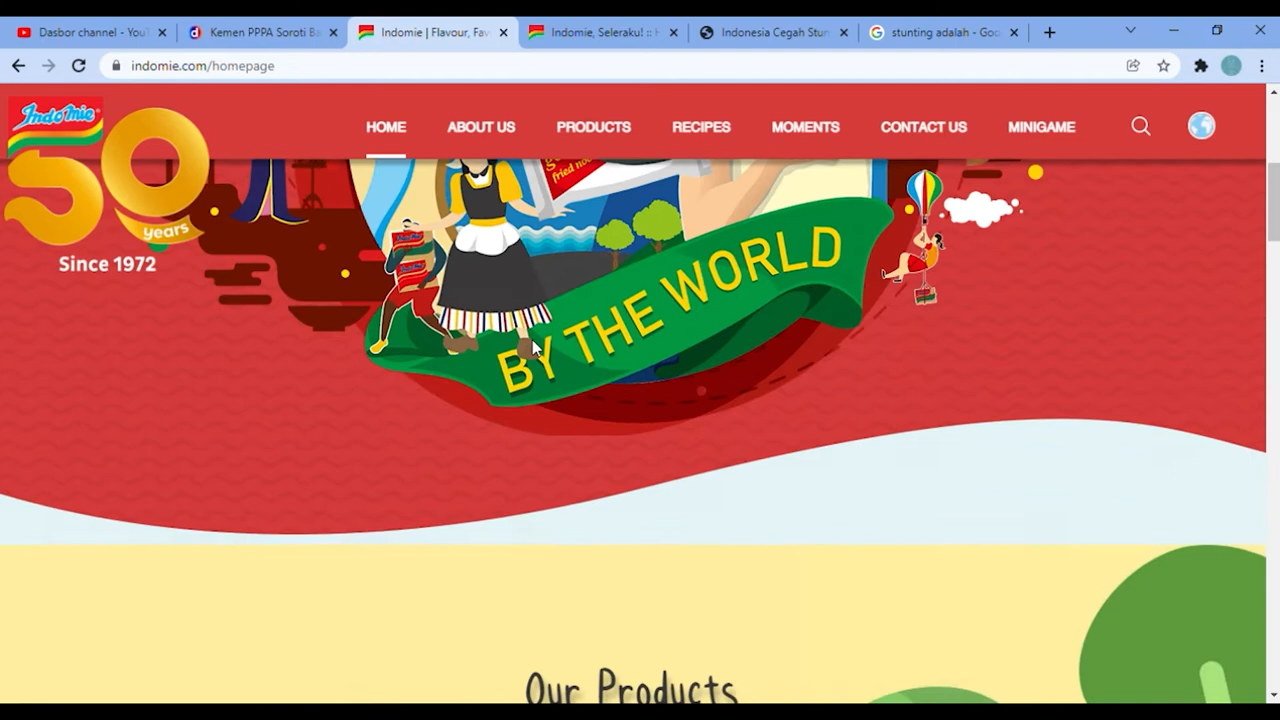 Dasbor channel - You
Kemen PPPA Soroti Ba
Indomie | Flavour, Fav
Indomie, Seleraku! :: H
Indonesia Cegah Stun
stunting adalah - Goo
indomie.com/homepage
Indomie
50
years
Since 1972
HOME
ABOUT US
PRODUCTS
RECIPES
MOMENTS
CONTACT US
MINIGAME
fried noo
BY THE WORLD
Our Products